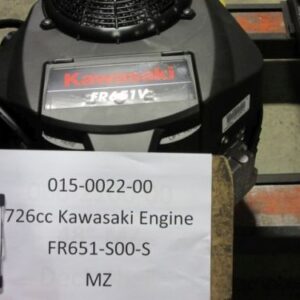 Kawasaki
FR651V
015-0022-00
726cc Kawasaki Engine
FR651-S00-S
MZ